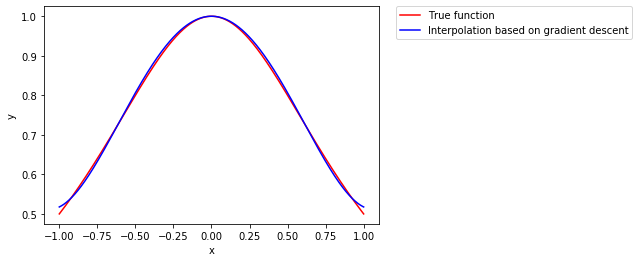 True function
Interpolation based on gradient descent
1.0
0.9
0.8
0.7
0.6
0.5
y
−1.00 −0.75 −0.50 −0.25 0.00 0.25 0.50 0.75 1.00
x